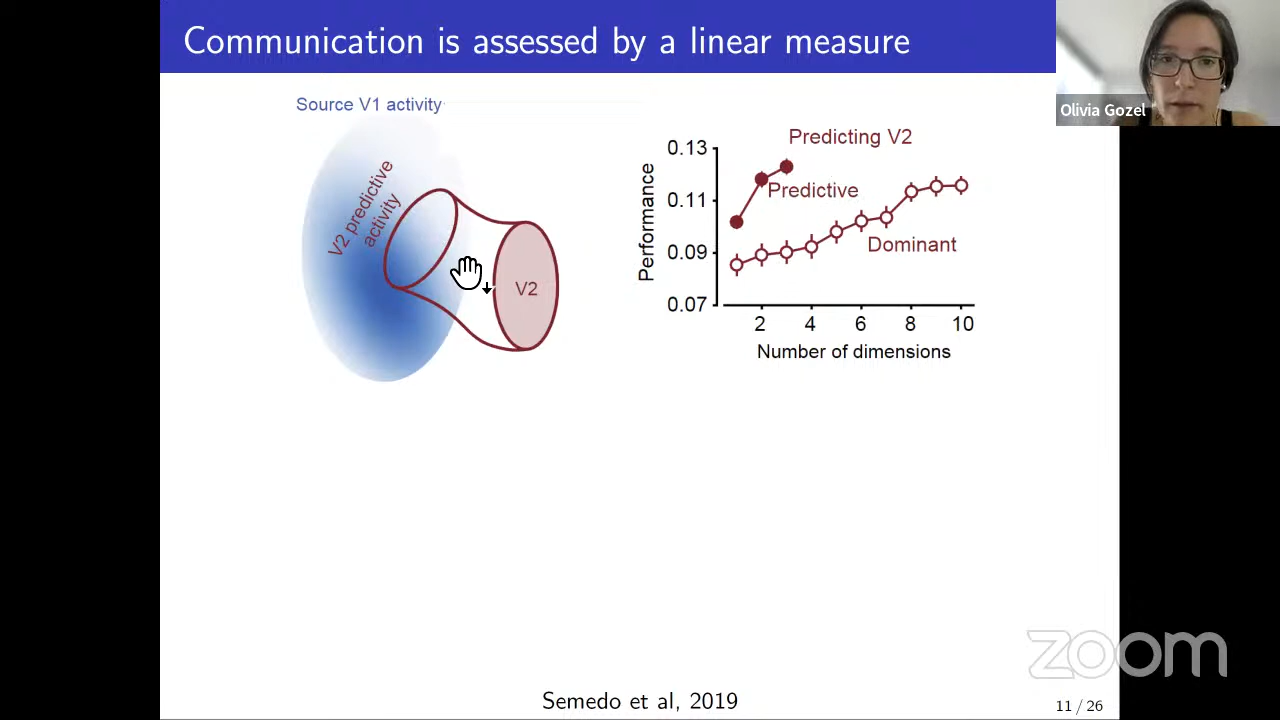 Communication is assessed by a linear measure
Olivia Gozel
Source V1 activity
V2 predictive
activity
V2
Predicting V2
Predictive
Dominant
Performance
0.13
0.11
0.09
0.07
2 4 6 8 10
Number of dimensions
zoom
Semedo et al, 2019
11 / 26